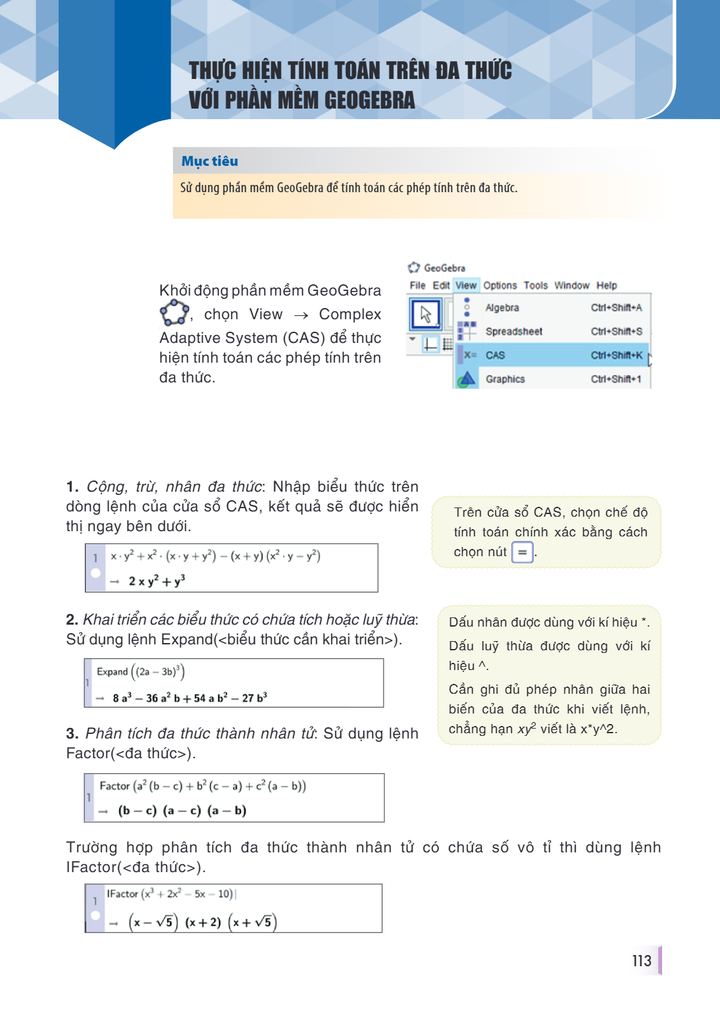 THỰC HIỆN TÍNH TOÁN TRÊN ĐA THỨC
VỚI PHẦN MỀM GEOGEBRA
Mục tiêu
Sử dụng phần mềm GeoGebra để tính toán các phép tính trên đa thức.
Khởi động phần mềm GeoGebra
, chọn View → Complex
Adaptive System (CAS) để thực
hiện tính toán các phép tính trên
đa thức.
GeoGebra
File Edit View Options Tools Window Help
Algebra Ctrl+Shift+A
Spreadsheet Ctrl+Shift+S
X= CAS Ctrl+Shift+K
Graphics Ctrl+Shift+1
1. Cộng, trừ, nhân đa thức: Nhập biểu thức trên
dòng lệnh của cửa sổ CAS, kết quả sẽ được hiển
thị ngay bên dưới.
1 x · y² + x² · (x · y + y²) − (x + y) (x² · y − y²)
→ 2 x y² + y³
Trên cửa sổ CAS, chọn chế độ
tính toán chính xác bằng cách
chọn nút = .
2. Khai triển các biểu thức có chứa tích hoặc luỹ thừa:
Sử dụng lệnh Expand(<biểu thức cần khai triển>).
1 Expand ((2a − 3b)³)
→ 8 a³ − 36 a² b + 54 a b² − 27 b³
Dấu nhân được dùng với kí hiệu *.
Dấu luỹ thừa được dùng với kí
hiệu ^.
Cần ghi đủ phép nhân giữa hai
biến của đa thức khi viết lệnh,
chẳng hạn xy² viết là x*y^2.
3. Phân tích đa thức thành nhân tử: Sử dụng lệnh
Factor(<đa thức>).
1 Factor (a² (b − c) + b² (c − a) + c² (a − b))
→ (b − c) (a − c) (a − b)
Trường hợp phân tích đa thức thành nhân tử có chứa số vô tỉ thì dùng lệnh
IFactor(<đa thức>).
1 IFactor (x³ + 2x² − 5x − 10)
→ (x − √5) (x + 2) (x + √5)
113